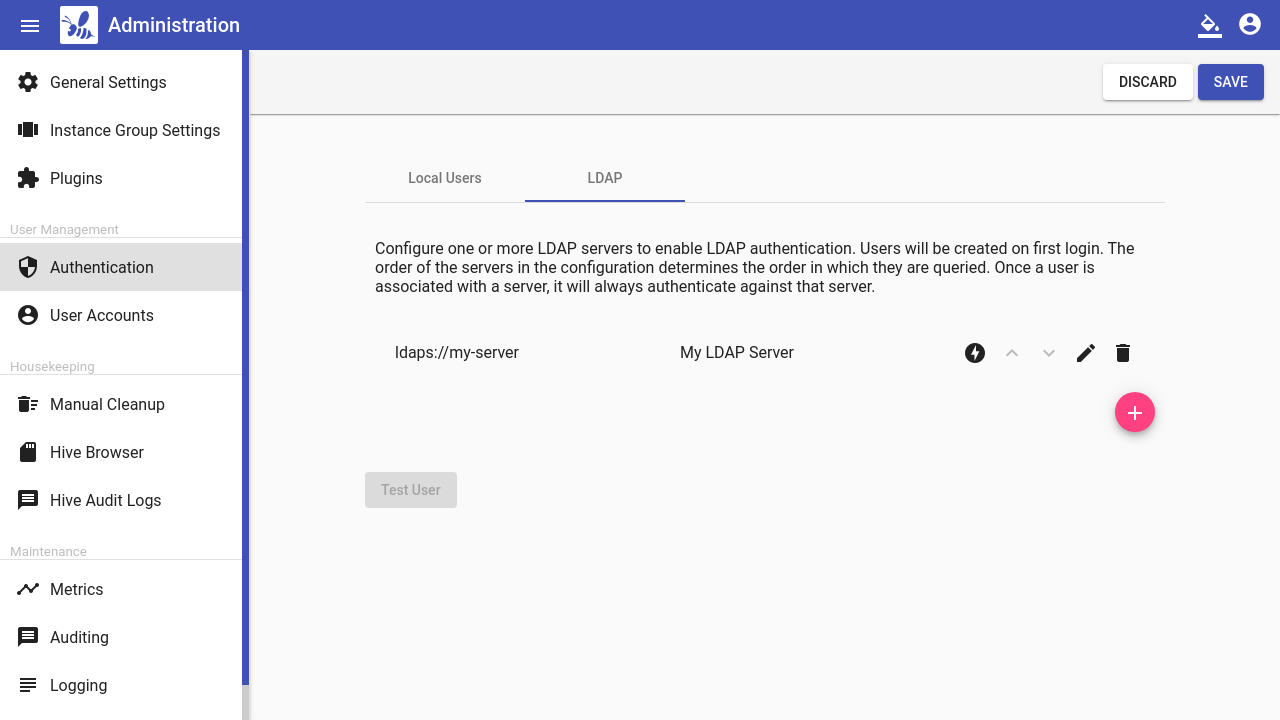 Administration
General Settings
Instance Group Settings
Plugins
User Management
Authentication
User Accounts
Housekeeping
Manual Cleanup
Hive Browser
Hive Audit Logs
Maintenance
Metrics
Auditing
Logging
DISCARD SAVE
Local Users LDAP
Configure one or more LDAP servers to enable LDAP authentication. Users will be created on first login. The
order of the servers in the configuration determines the order in which they are queried. Once a user is
associated with a server, it will always authenticate against that server.
ldaps://my-server My LDAP Server
Test User